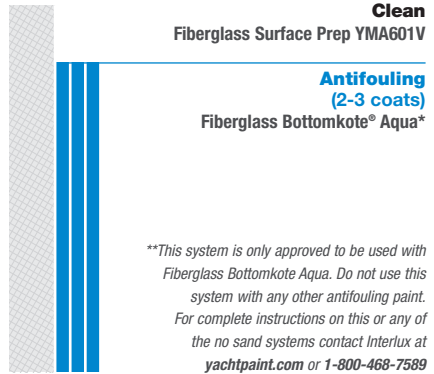 Clean
Fiberglass Surface Prep YMA601V
Antifouling
(2-3 coats)
Fiberglass Bottomkote® Aqua*
**This system is only approved to be used with
Fiberglass Bottomkote Aqua. Do not use this
system with any other antifouling paint.
For complete instructions on this or any of
the no sand systems contact Interlux at
yachtpaint.com or 1-800-468-7589